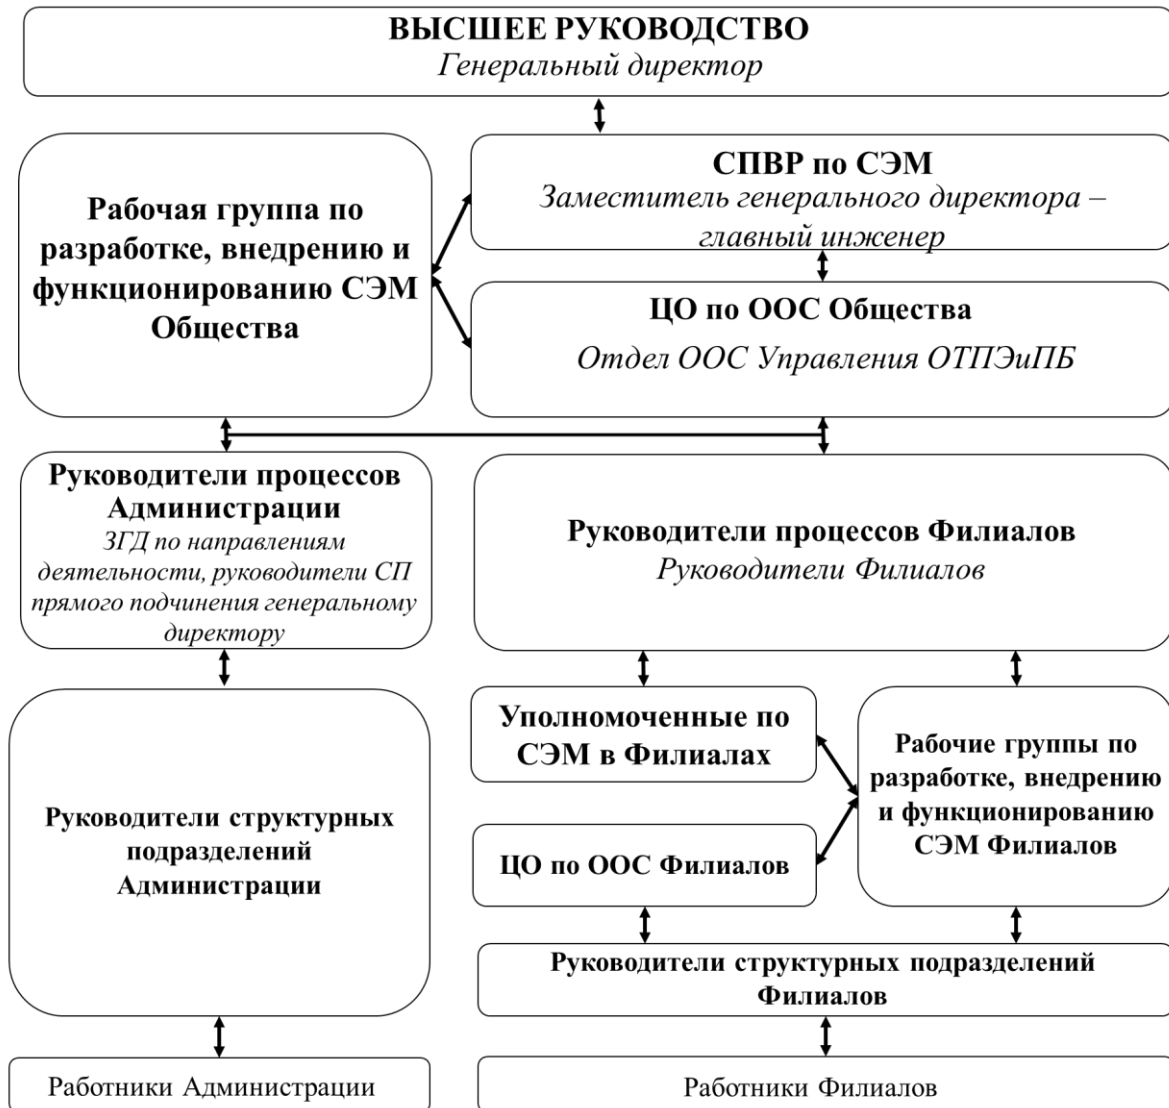 ВЫСШЕЕ РУКОВОДСТВО
Генеральный директор
Рабочая группа по
разработке, внедрению и
функционированию СЭМ
Общества
СПВР по СЭМ
Заместитель генерального директора –
главный инженер
ЦО по ООС Общества
Отдел ООС Управления ОТПЭиПБ
Руководители процессов
Администрации
ЗГД по направлениям
деятельности, руководители СП
прямого подчинения генеральному
директору
Руководители процессов Филиалов
Руководители Филиалов
Руководители структурных
подразделений
Администрации
Уполномоченные по
СЭМ в Филиалах
ЦО по ООС Филиалов
Рабочие группы по
разработке, внедрению
и функционированию
СЭМ Филиалов
Руководители структурных подразделений
Филиалов
Работники Администрации
Работники Филиалов